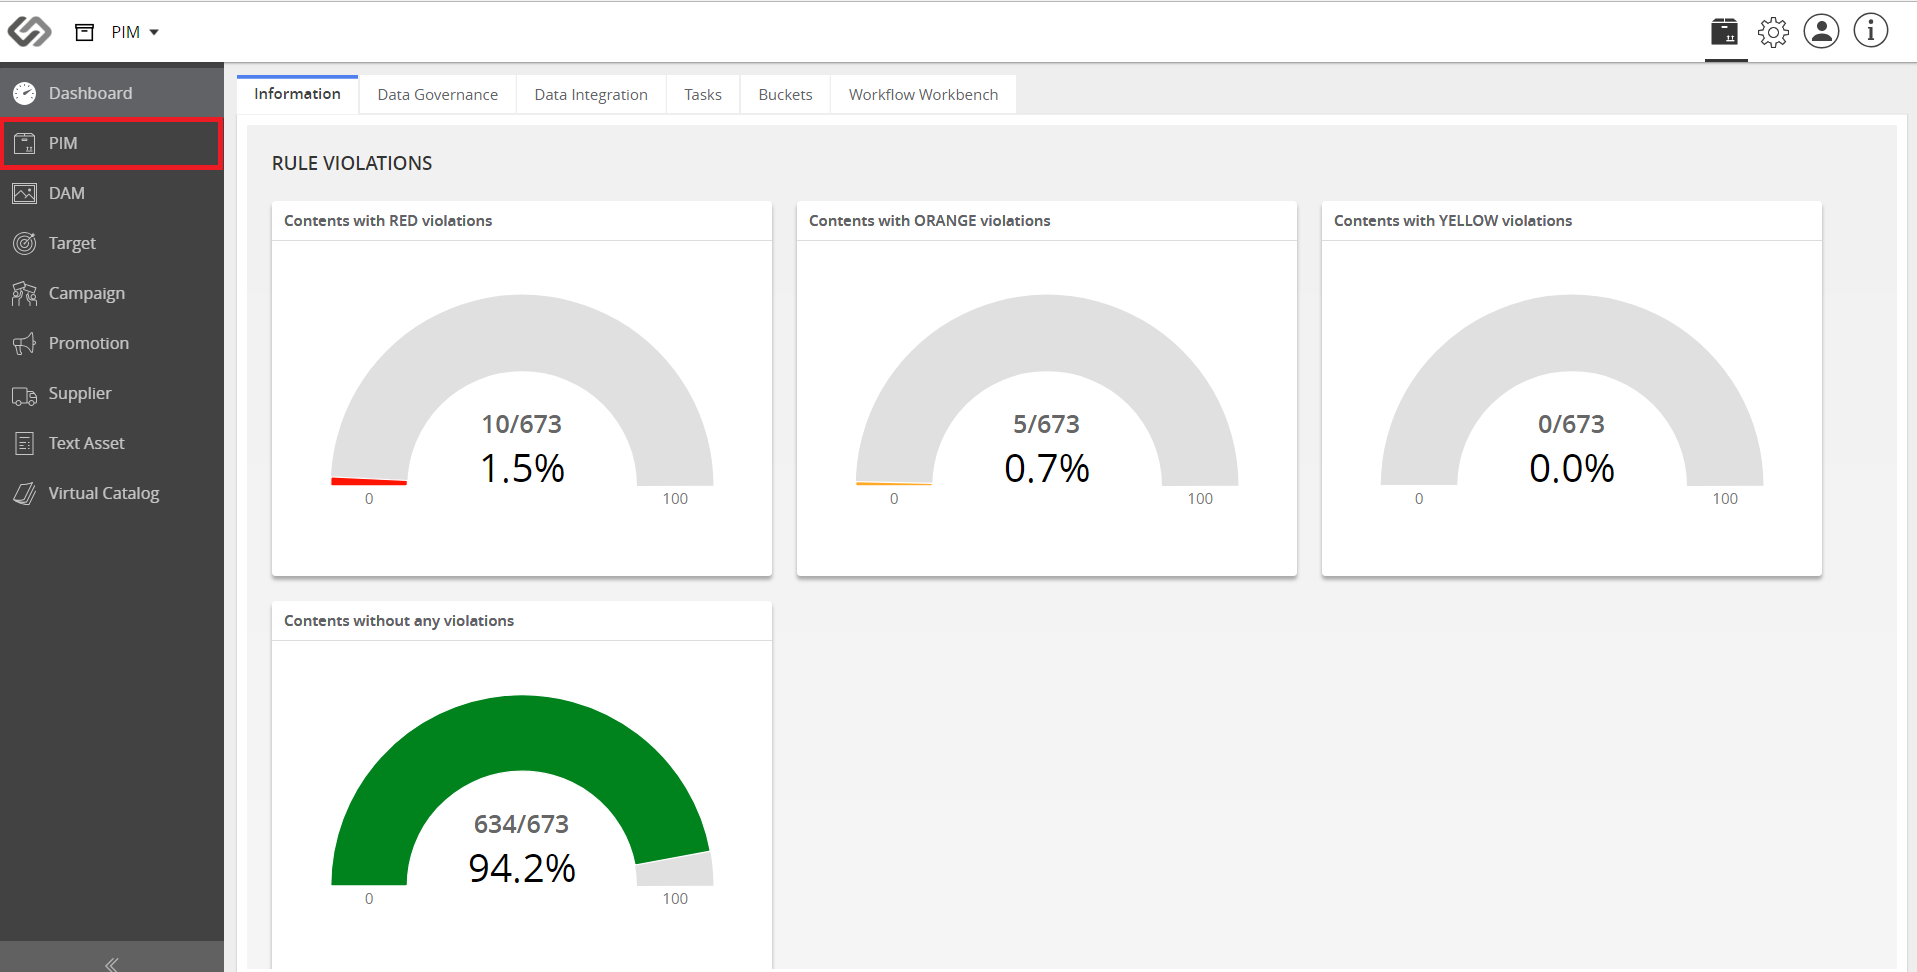 PIM
Dashboard
PIM
DAM
Target
Campaign
Promotion
Supplier
Text Asset
Virtual Catalog
Information
Data Governance
Data Integration
Tasks
Buckets
Workflow Workbench
RULE VIOLATIONS
Contents with RED violations
10/673
1.5%
0
100
Contents with ORANGE violations
5/673
0.7%
0
100
Contents with YELLOW violations
0/673
0.0%
0
100
Contents without any violations
634/673
94.2%
0
100